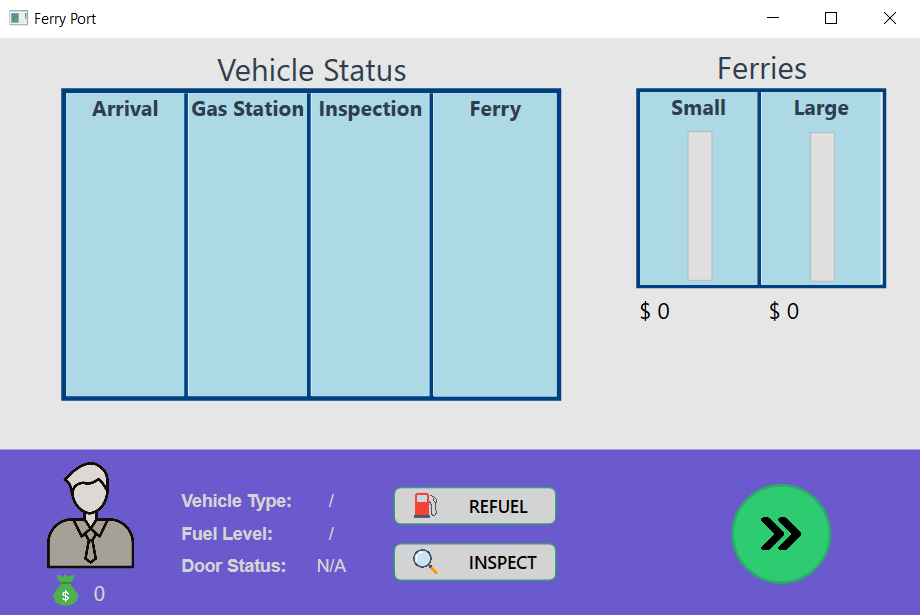 Ferry Port
Vehicle Status
Ferries
Arrival Gas Station Inspection Ferry
Small Large
$ 0 $ 0
Vehicle Type: /
Fuel Level: /
Door Status: N/A
REFUEL
INSPECT
$ 0